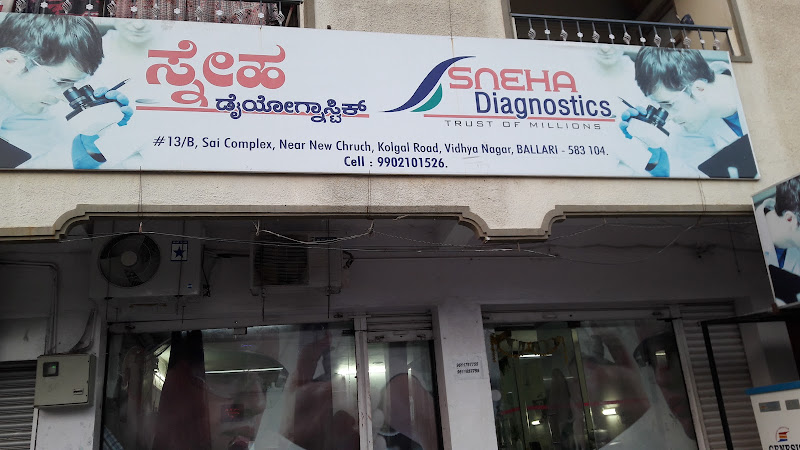 ಸ್ನೇಹ
ಡೈಯೋಗ್ನಾಸ್ಟಿಕ್
SNEHA
Diagnostics
TRUST OF MILLIONS
#13/B, Sai Complex, Near New Chruch, Kolgal Road, Vidhya Nagar, BALLARI - 583 104.
Cell : 9902101526.